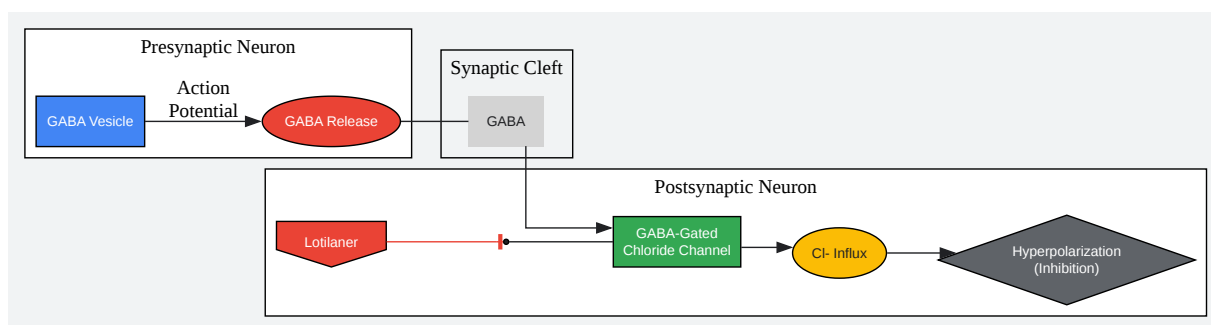 Presynaptic Neuron
Synaptic Cleft
Action
Potential
GABA Vesicle
GABA Release
GABA
Postsynaptic Neuron
Lotilaner
GABA-Gated
Chloride Channel
Cl- Influx
Hyperpolarization
(Inhibition)